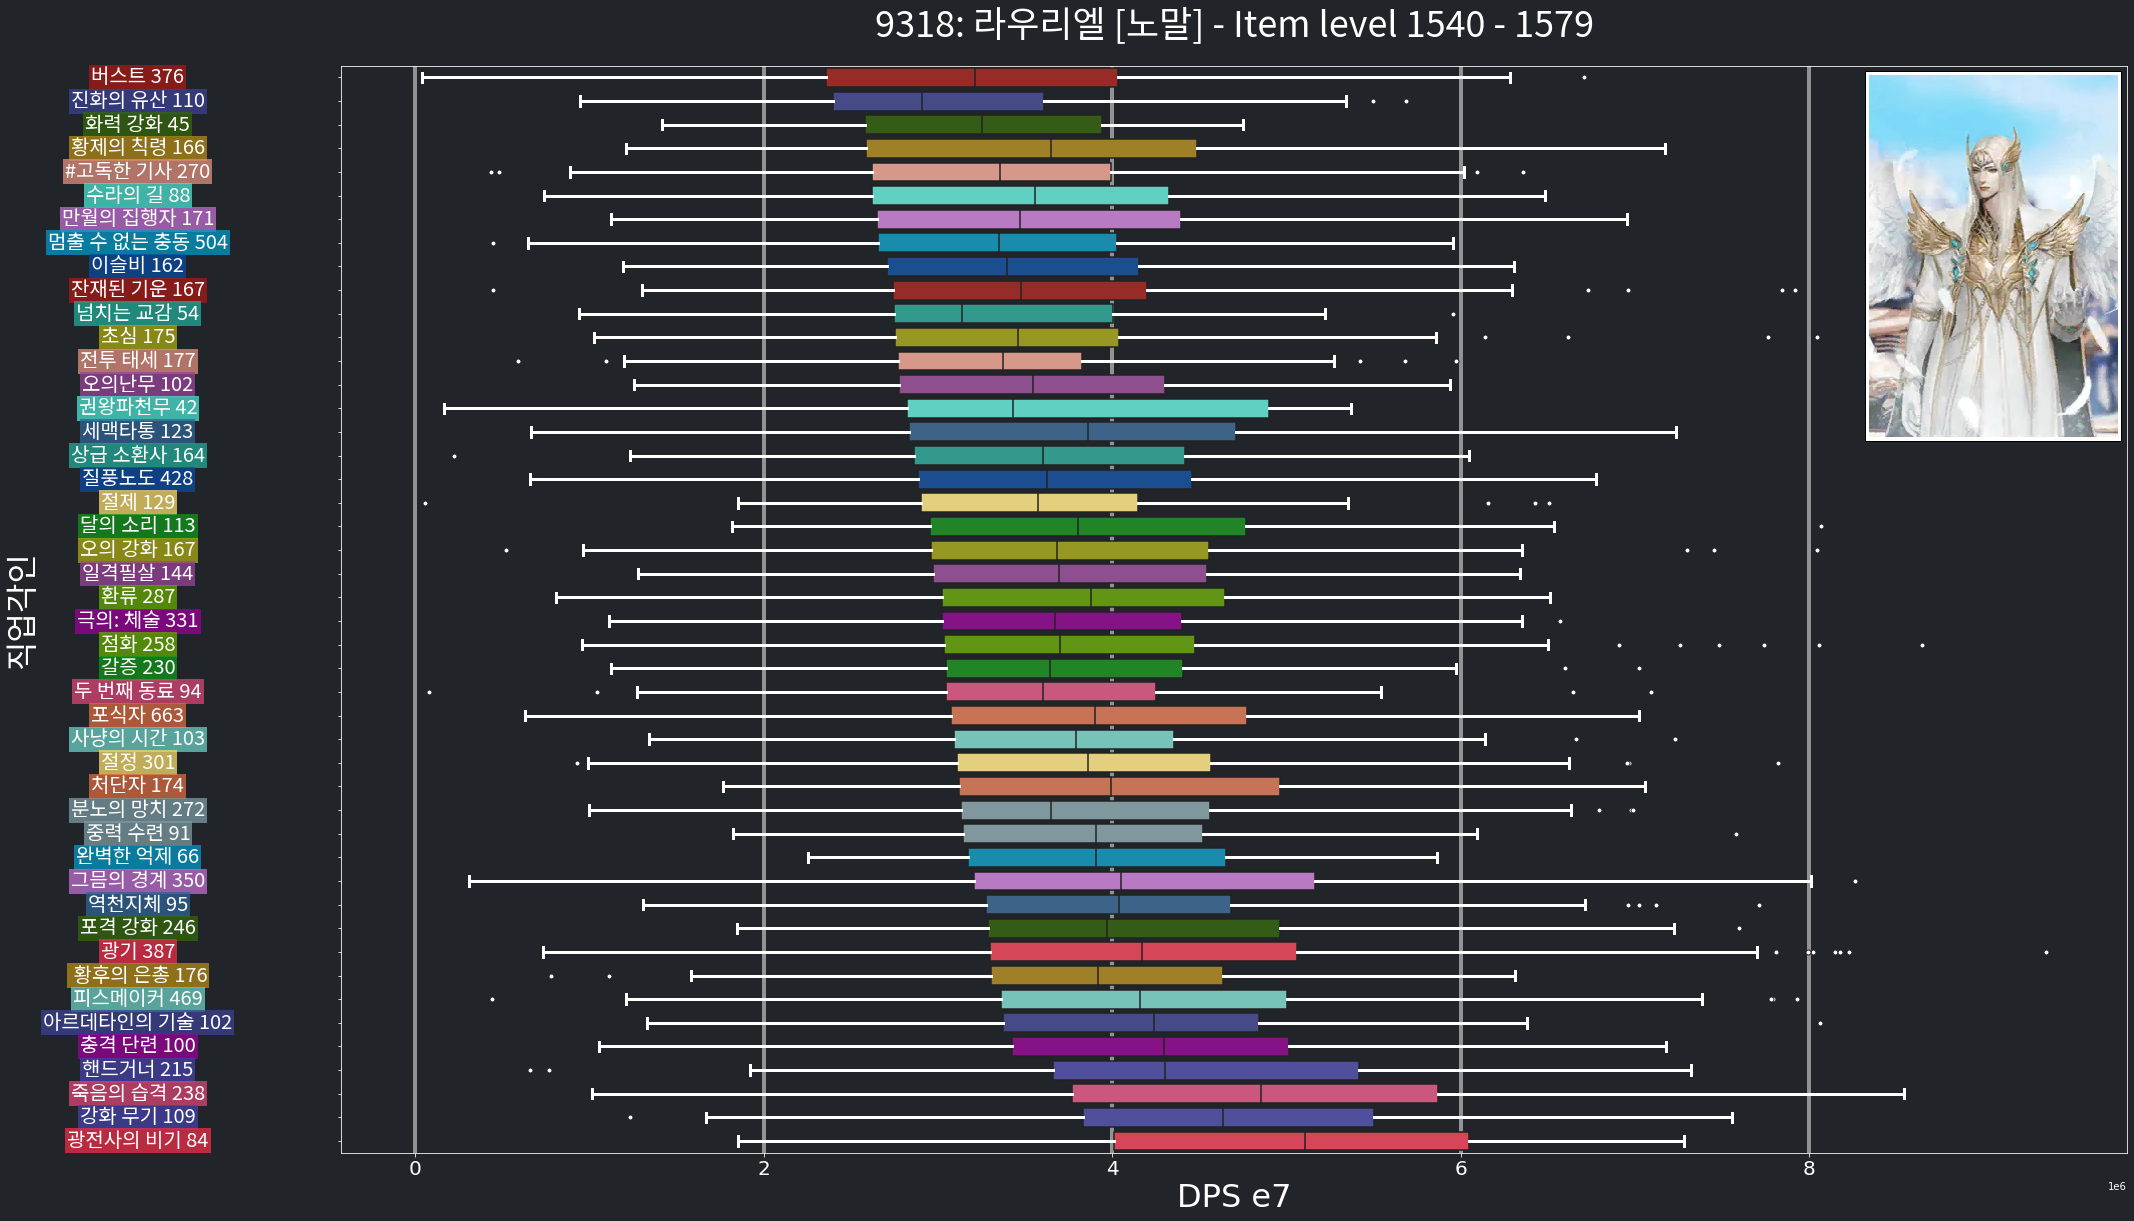 9318: 라우리엘 [노말] - Item level 1540 - 1579
버스트 376
진화의 유산 110
화력 강화 45
황제의 칙령 166
#고독한 기사 270
수라의 길 88
만월의 집행자 171
멈출 수 없는 충동 504
이슬비 162
잔재된 기운 167
넘치는 교감 54
초심 175
전투 태세 177
오의난무 102
권왕파천무 42
세맥타통 123
상급 소환사 164
질풍노도 428
절제 129
달의 소리 113
오의 강화 167
일격필살 144
환류 287
극의: 체술 331
점화 258
갈증 230
두 번째 동료 94
포식자 663
사냥의 시간 103
절정 301
처단자 174
분노의 망치 272
중력 수련 91
완벽한 억제 66
그믐의 경계 350
역천지체 95
포격 강화 246
광기 387
황후의 은총 176
피스메이커 469
아르데타인의 기술 102
충격 단련 100
핸드거너 215
죽음의 습격 238
강화 무기 109
광전사의 비기 84
직업각인
0 2 4 6 8
DPS e7
1e6